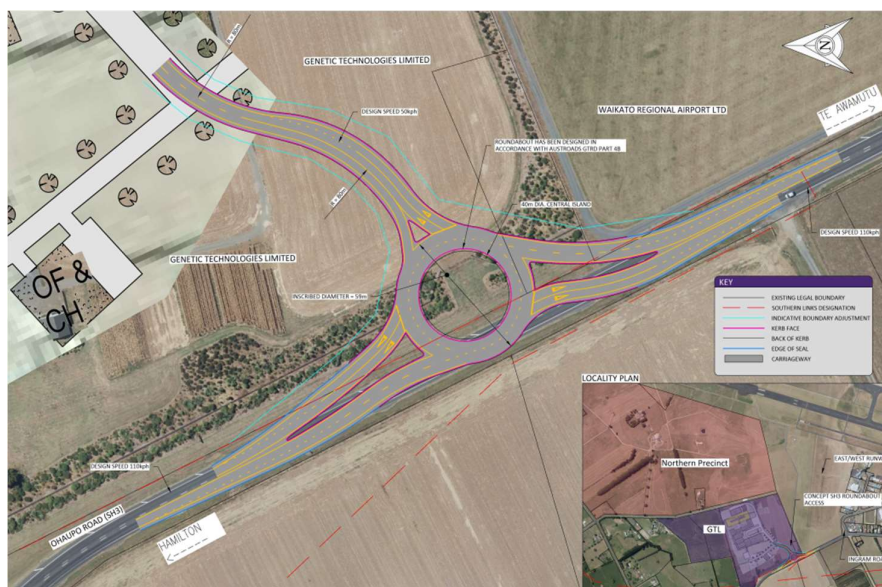 GENETIC TECHNOLOGIES LIMITED
N
R = 80m
DESIGN SPEED 50kph
WAIKATO REGIONAL AIRPORT LTD
TE AWAMUTU
ROUNDABOUT HAS BEEN DESIGNED IN
ACCORDANCE WITH AUSTROADS GTRD PART 4B
R = 80m
40m DIA. CENTRAL ISLAND
DESIGN SPEED 110kph
GENETIC TECHNOLOGIES LIMITED
OF &
CH
INSCRIBED DIAMETER = 59m
KEY
EXISTING LEGAL BOUNDARY
SOUTHERN LINKS DESIGNATION
INDICATIVE BOUNDARY ADJUSTMENT
KERB FACE
BACK OF KERB
EDGE OF SEAL
CARRIAGEWAY
LOCALITY PLAN
Northern Precinct
EAST/WEST RUNW
CONCEPT SH3 ROUNDABOUT
ACCESS
GTL
INGRAM RO
DESIGN SPEED 110kph
OHAUPO ROAD (SH3)
HAMILTON